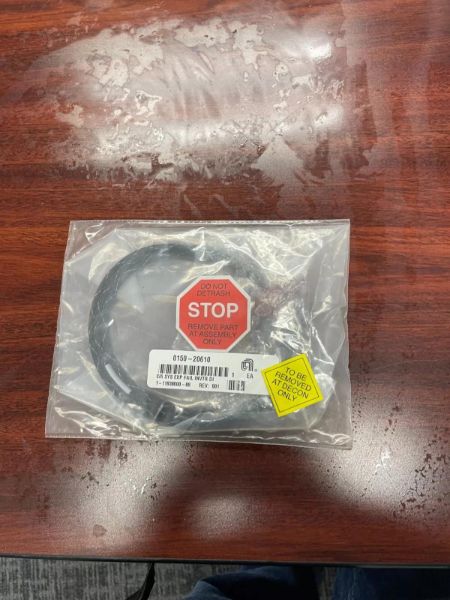 DO NOT
DETRASH
STOP
REMOVE PART
AT ASSEMBLY
ONLY
0150-20610
1 EA
REV. 001
TO BE
REMOVED
AT DECON
ONLY